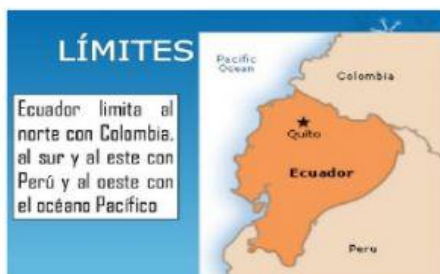 LÍMITES
Ecuador limita al
norte con Colombia,
al sur y al este con
Perú y al oeste con
el océano Pacífico
Pacific
Ocean
Colombia
Quito
Ecuador
Peru